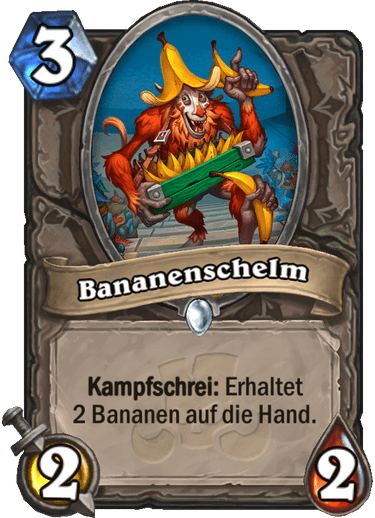 3
Bananenschelm
Kampfschrei: Erhaltet
2 Bananen auf die Hand.
2
2